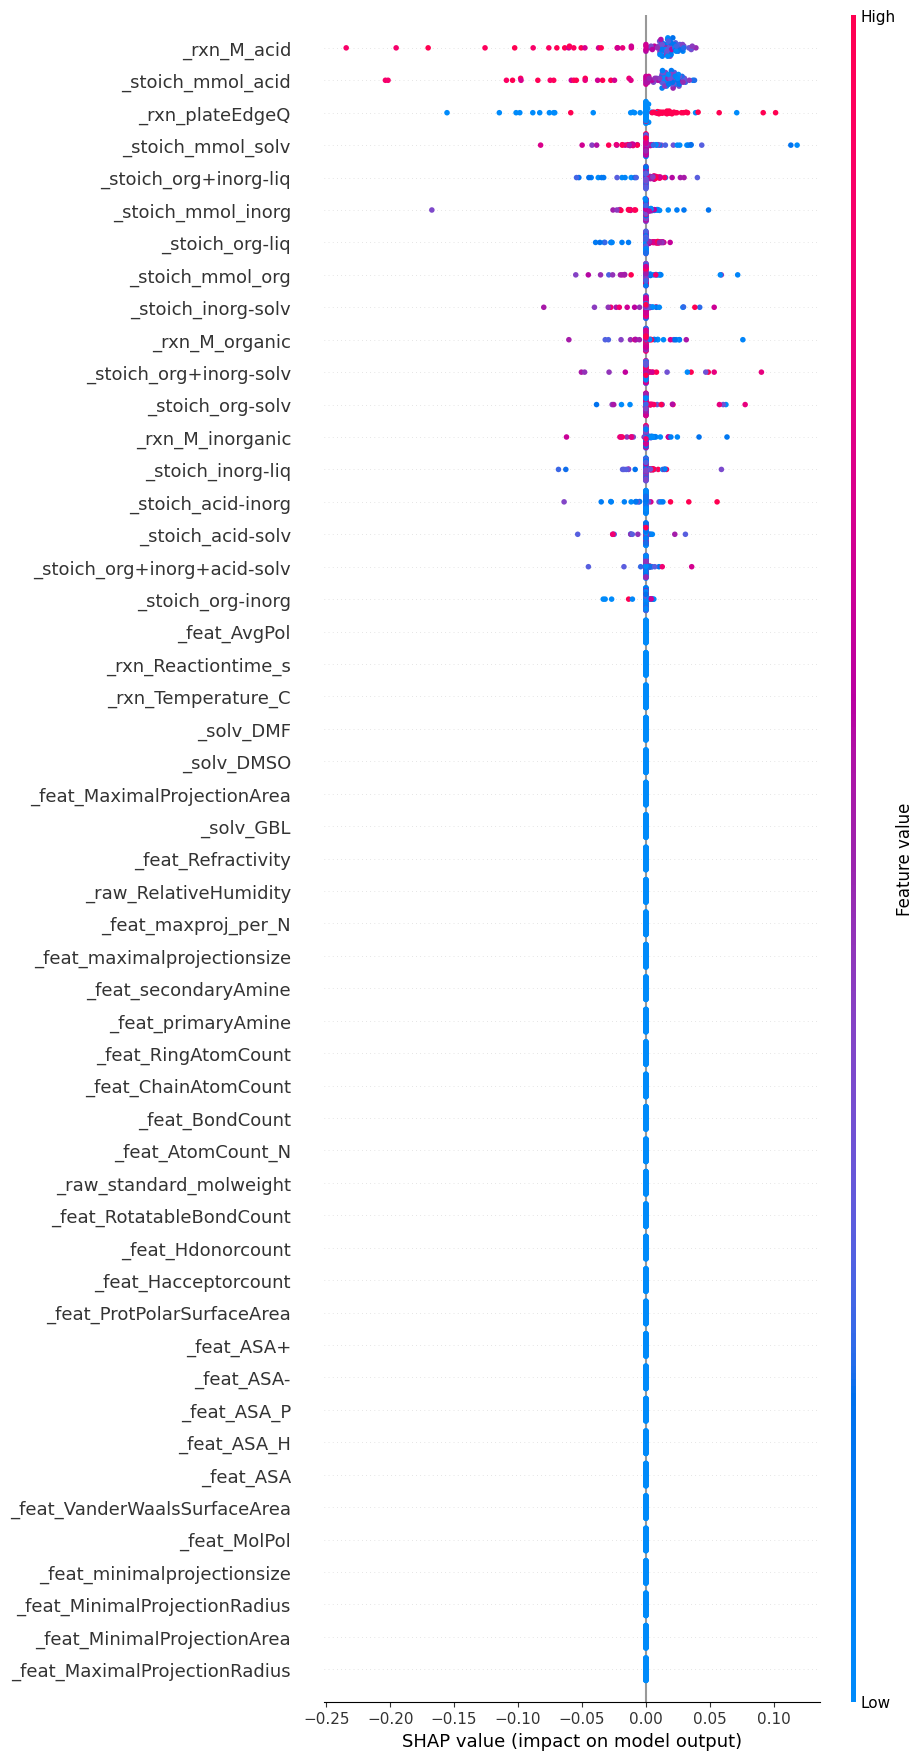 High
_rxn_M_acid
_stoich_mmol_acid
_rxn_plateEdgeQ
_stoich_mmol_solv
_stoich_org+inorg-liq
_stoich_mmol_inorg
_stoich_org-liq
_stoich_mmol_org
_stoich_inorg-solv
_rxn_M_organic
_stoich_org+inorg-solv
_stoich_org-solv
_rxn_M_inorganic
_stoich_inorg-liq
_stoich_acid-inorg
_stoich_acid-solv
_stoich_org+inorg+acid-solv
_stoich_org-inorg
_feat_AvgPol
_rxn_Reactiontime_s
_rxn_Temperature_C
_solv_DMF
_solv_DMSO
_feat_MaximalProjectionArea
_solv_GBL
_feat_Refractivity
_raw_RelativeHumidity
_feat_maxproj_per_N
_feat_maximalprojectionsize
_feat_secondaryAmine
_feat_primaryAmine
_feat_RingAtomCount
_feat_ChainAtomCount
_feat_BondCount
_feat_AtomCount_N
_raw_standard_molweight
_feat_RotatableBondCount
_feat_Hdonorcount
_feat_Hacceptorcount
_feat_ProtPolarSurfaceArea
_feat_ASA+
_feat_ASA-
_feat_ASA_P
_feat_ASA_H
_feat_ASA
_feat_VanderWaalsSurfaceArea
_feat_MolPol
_feat_minimalprojectionsize
_feat_MinimalProjectionRadius
_feat_MinimalProjectionArea
_feat_MaximalProjectionRadius
Feature value
Low
−0.25 −0.20 −0.15 −0.10 −0.05 0.00 0.05 0.10
SHAP value (impact on model output)